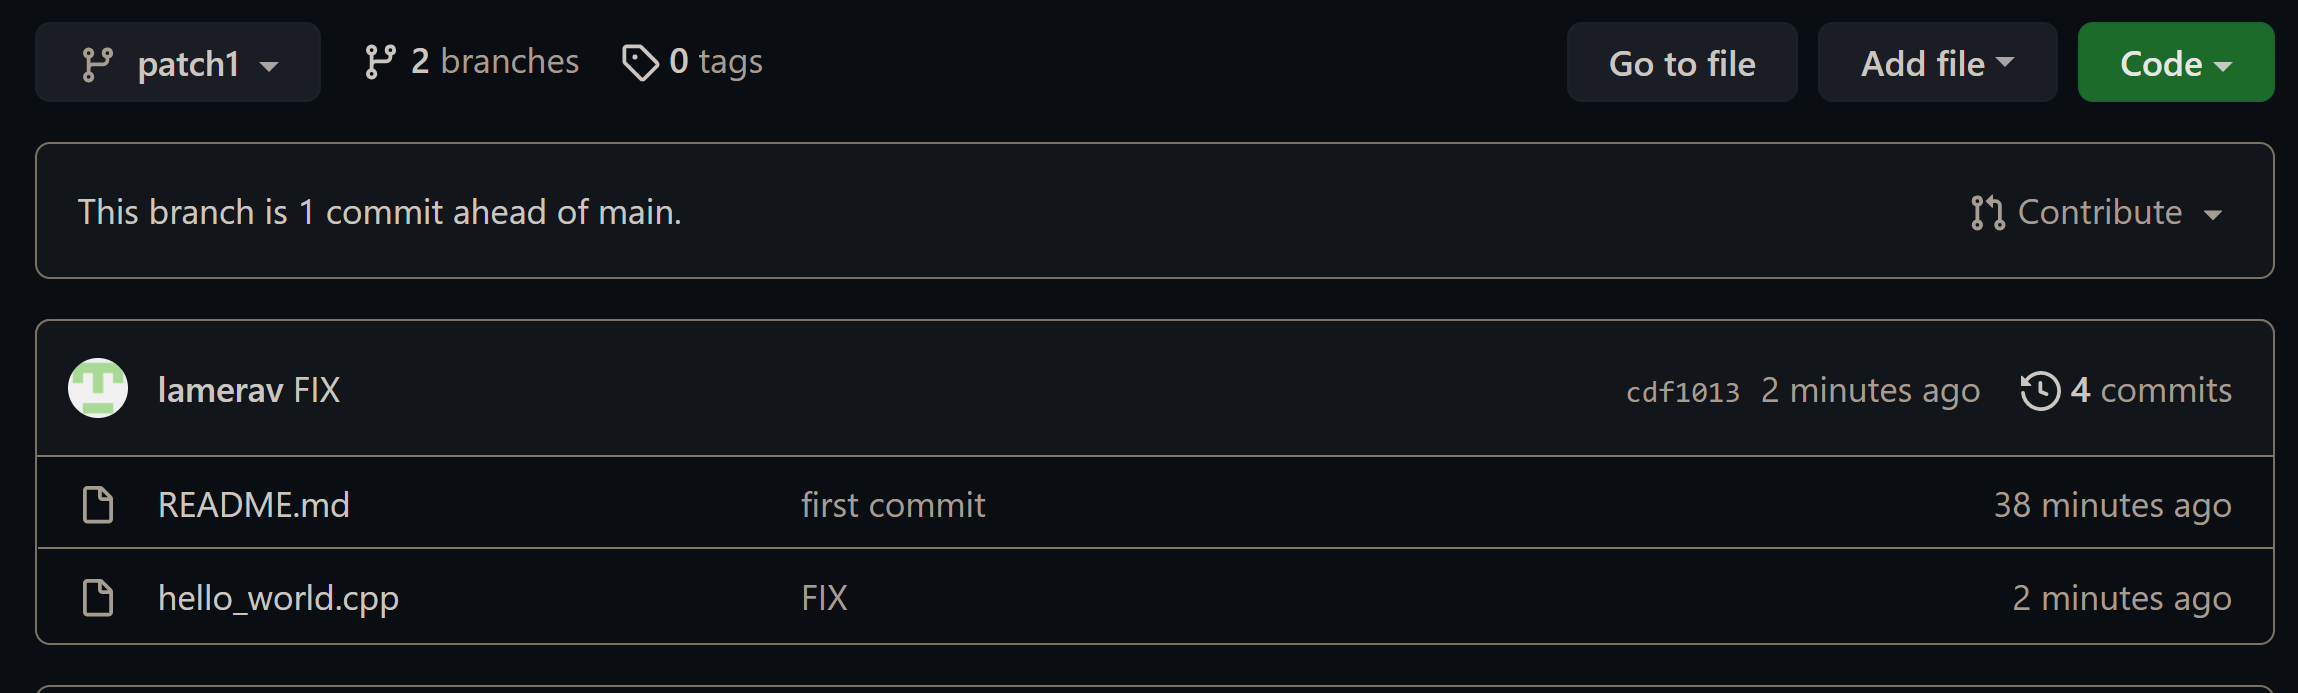 patch1 2 branches 0 tags Go to file Add file Code
This branch is 1 commit ahead of main. Contribute
lamerav FIX cdf1013 2 minutes ago 4 commits
README.md first commit 38 minutes ago
hello_world.cpp FIX 2 minutes ago